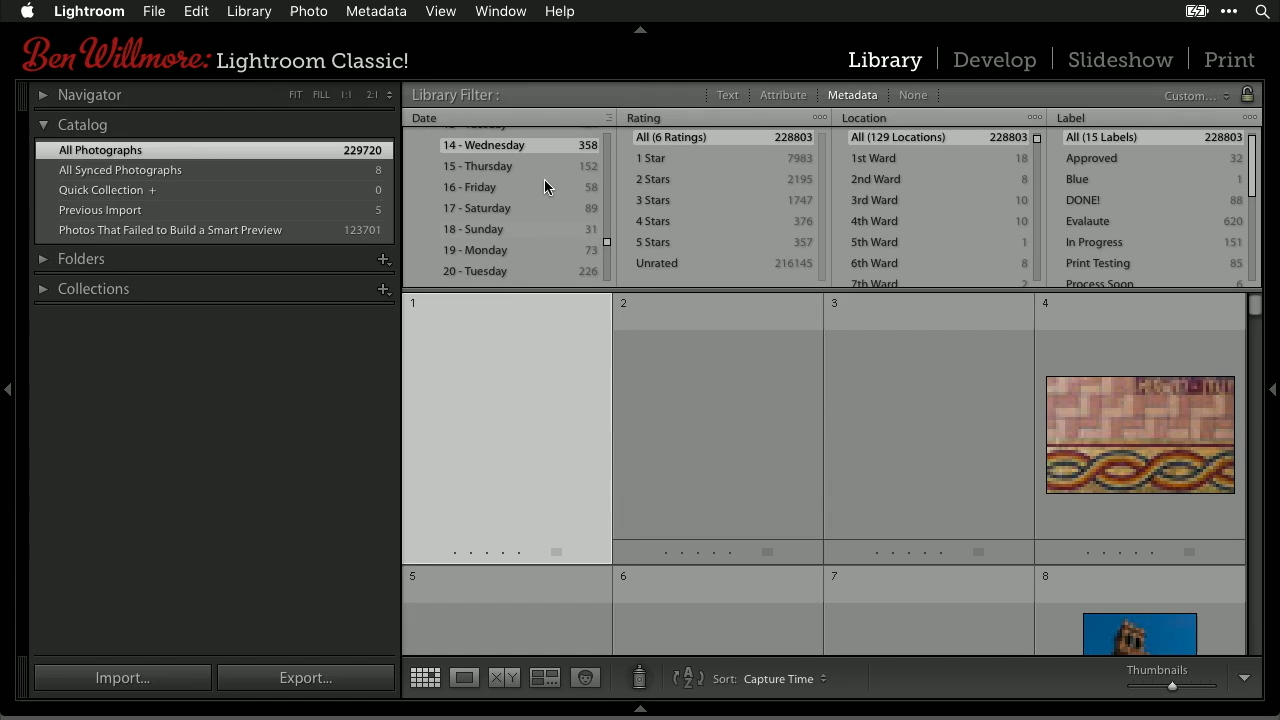 Lightroom File Edit Library Photo Metadata View Window Help
Ben Willmore: Lightroom Classic!
Library Develop Slideshow Print
Navigator FIT FILL 1:1 2:1
Library Filter : Text Attribute Metadata None Custom...
Catalog
Date Rating Location Label
All Photographs 229720
All Synced Photographs 8
Quick Collection + 0
Previous Import 5
Photos That Failed to Build a Smart Preview 123701
Folders
Collections
14 - Wednesday 358
15 - Thursday 152
16 - Friday 58
17 - Saturday 89
18 - Sunday 31
19 - Monday 73
20 - Tuesday 226
All (6 Ratings) 228803
1 Star 7983
2 Stars 2195
3 Stars 1747
4 Stars 376
5 Stars 357
Unrated 216145
All (129 Locations) 228803
1st Ward 18
2nd Ward 8
3rd Ward 10
4th Ward 10
5th Ward 1
6th Ward 8
7th Ward 2
All (15 Labels) 228803
Approved 32
Blue 1
DONE! 88
Evalaute 620
In Progress 151
Print Testing 85
Process Soon 6
1 2 3 4
5 6 7 8
Import... Export...
XY
Sort: Capture Time
Thumbnails